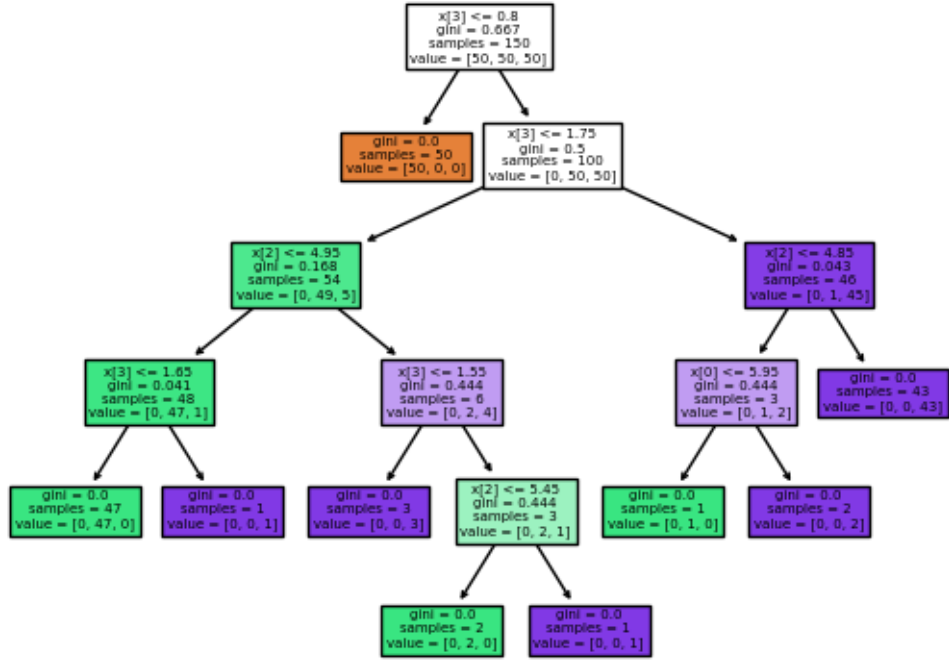 x[3] <= 0.8
gini = 0.667
samples = 150
value = [50, 50, 50]
gini = 0.0
samples = 50
value = [50, 0, 0]
x[3] <= 1.75
gini = 0.5
samples = 100
value = [0, 50, 50]
x[2] <= 4.95
gini = 0.168
samples = 54
value = [0, 49, 5]
x[2] <= 4.85
gini = 0.043
samples = 46
value = [0, 1, 45]
x[3] <= 1.65
gini = 0.041
samples = 48
value = [0, 47, 1]
x[3] <= 1.55
gini = 0.444
samples = 6
value = [0, 2, 4]
x[0] <= 5.95
gini = 0.444
samples = 3
value = [0, 1, 2]
gini = 0.0
samples = 43
value = [0, 0, 43]
gini = 0.0
samples = 47
value = [0, 47, 0]
gini = 0.0
samples = 1
value = [0, 0, 1]
gini = 0.0
samples = 3
value = [0, 0, 3]
x[2] <= 5.45
gini = 0.444
samples = 3
value = [0, 2, 1]
gini = 0.0
samples = 1
value = [0, 1, 0]
gini = 0.0
samples = 2
value = [0, 0, 2]
gini = 0.0
samples = 2
value = [0, 2, 0]
gini = 0.0
samples = 1
value = [0, 0, 1]